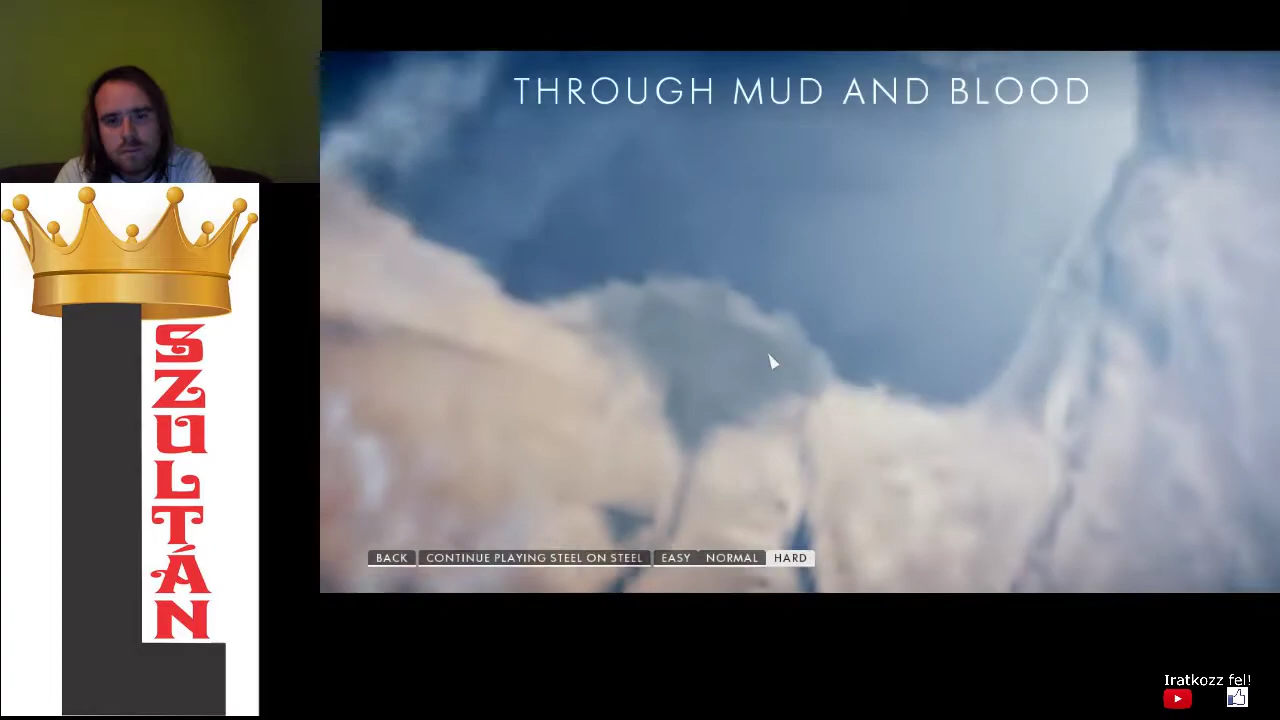 THROUGH MUD AND BLOOD
L
SZULTÁN
BACK
CONTINUE PLAYING STEEL ON STEEL
EASY
NORMAL
HARD
Iratkozz fel!